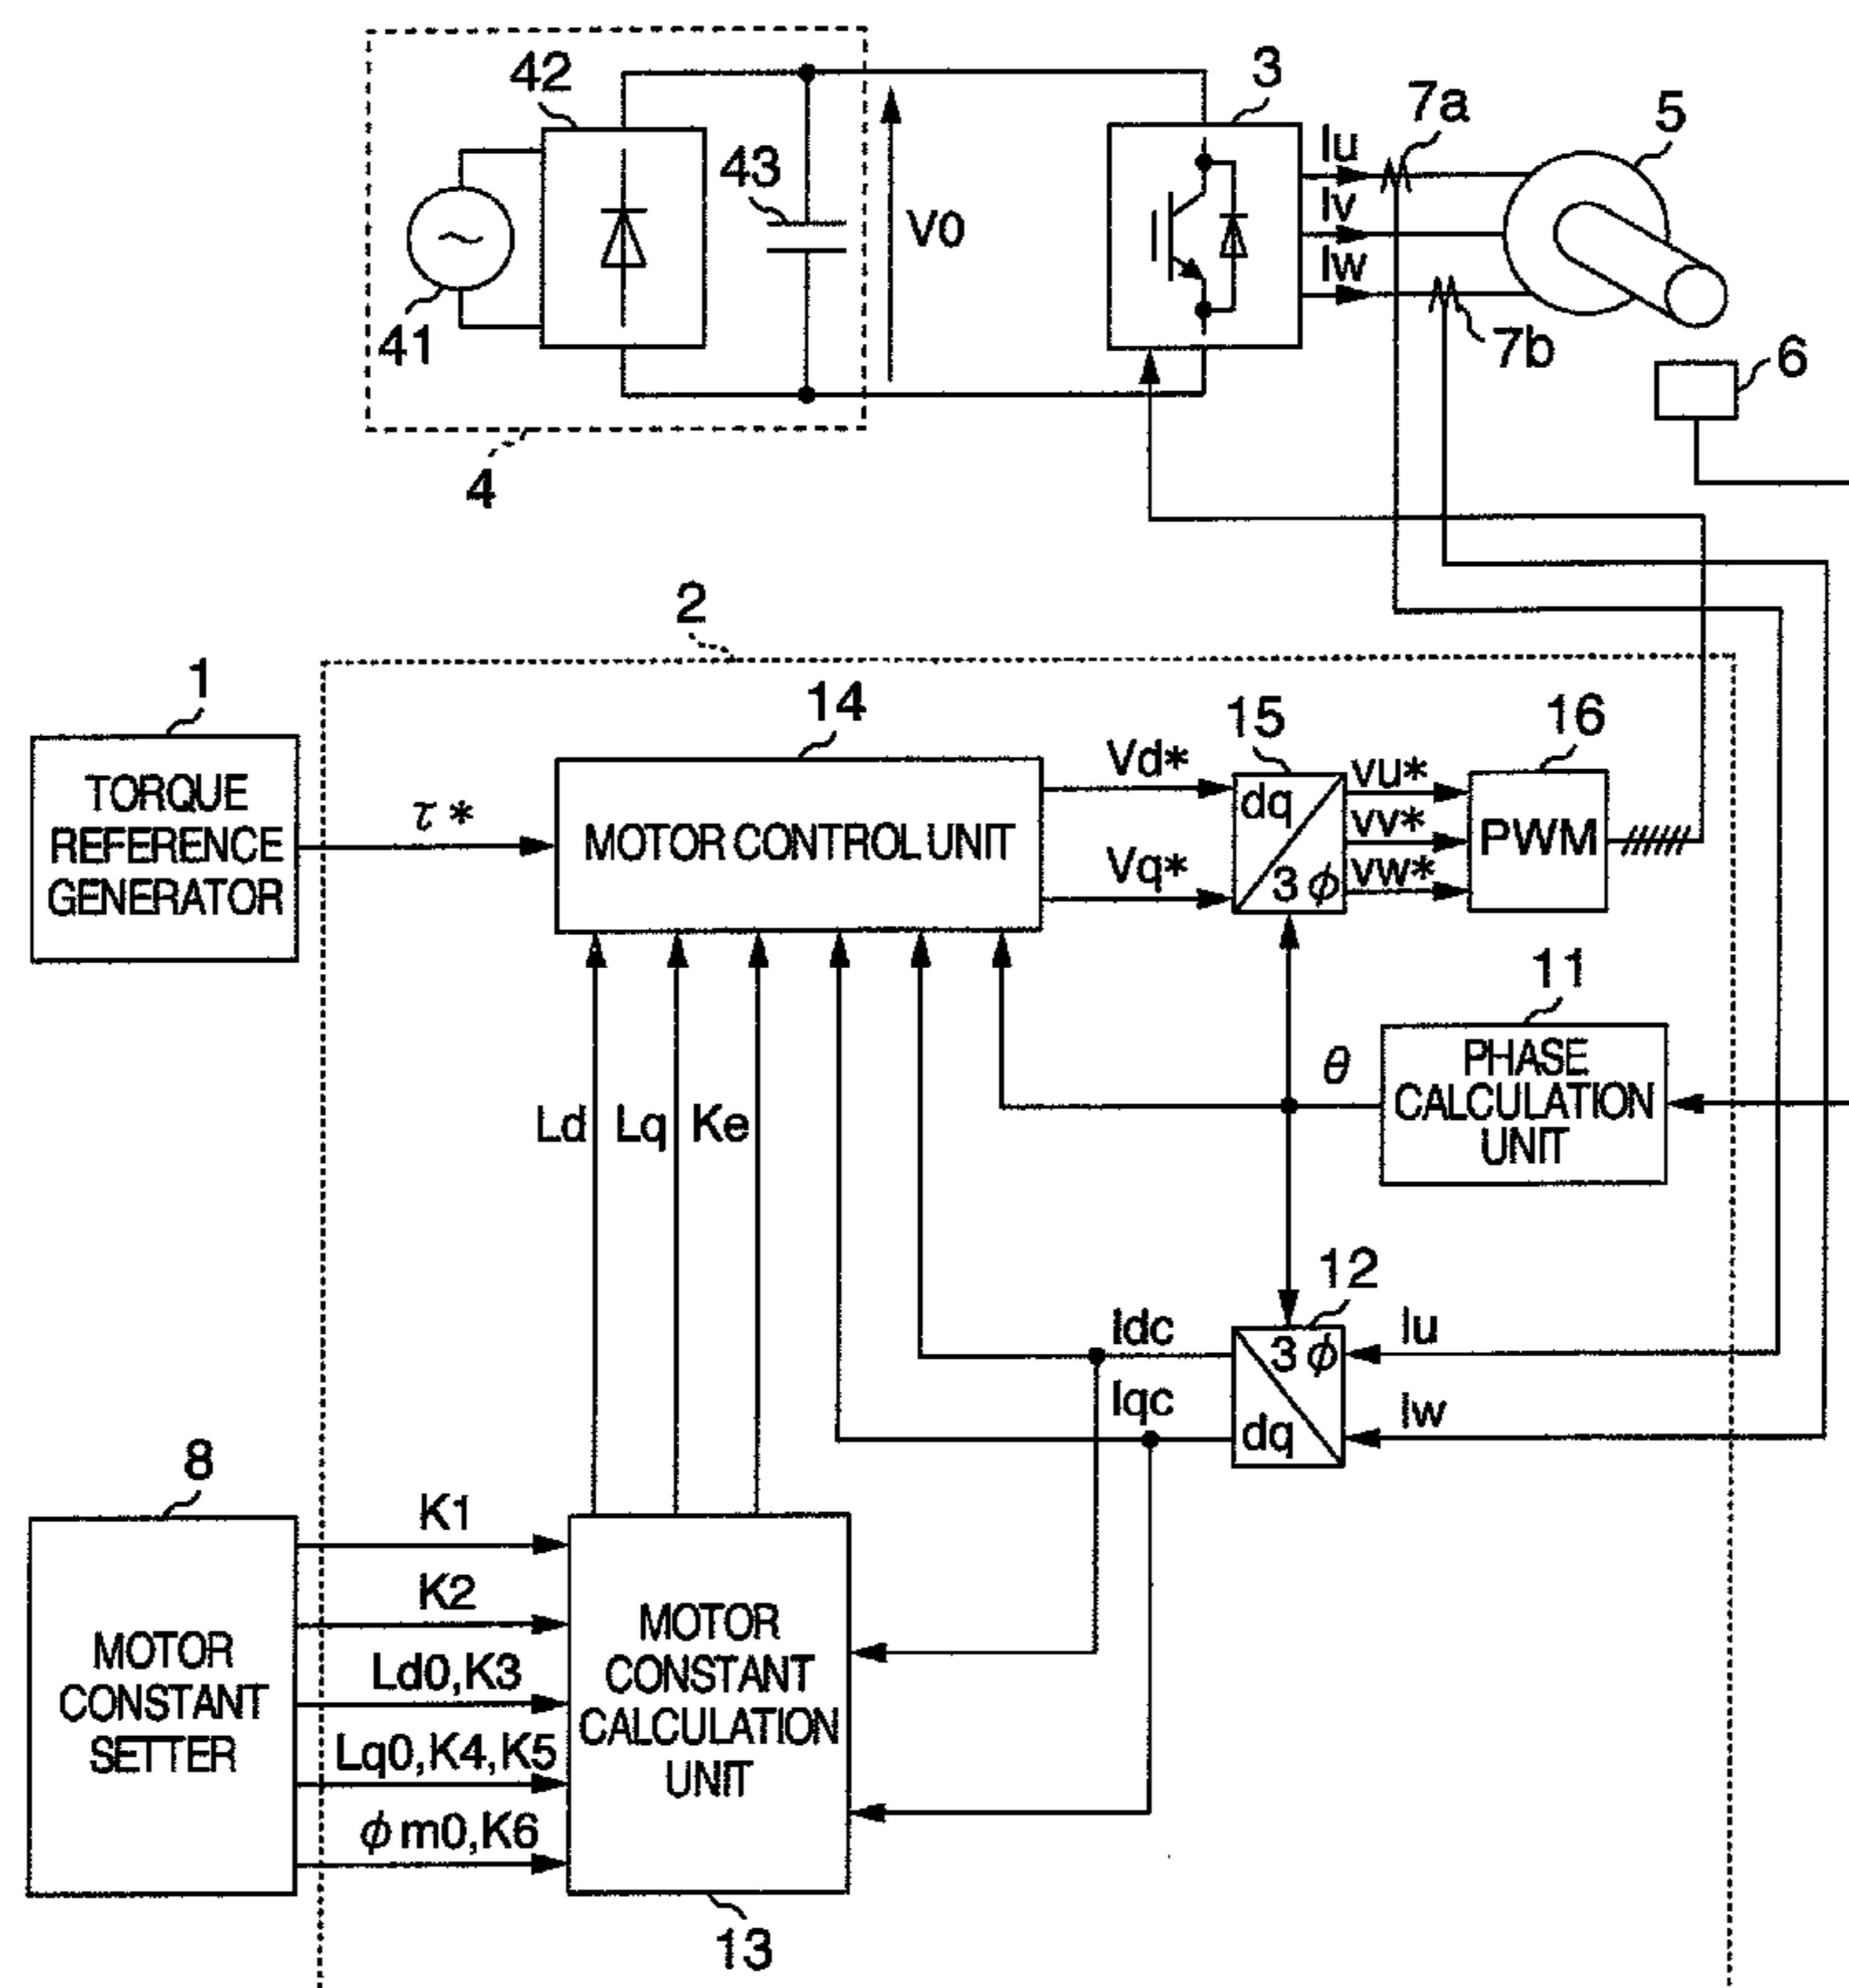 42
3
7a
5
43
V0
Iu
Iv
Iw
41
7b
6
4
2
1
14
15
16
TORQUE
REFERENCE
GENERATOR
τ*
MOTOR CONTROL UNIT
Vd*
Vq*
dq
3φ
vu*
vv*
vw*
PWM
11
θ
PHASE
CALCULATION
UNIT
Ld
Lq
Ke
12
Idc
Iqc
3φ
dq
Iu
Iw
8
K1
K2
Ld0,K3
Lq0,K4,K5
φm0,K6
MOTOR
CONSTANT
SETTER
MOTOR
CONSTANT
CALCULATION
UNIT
13